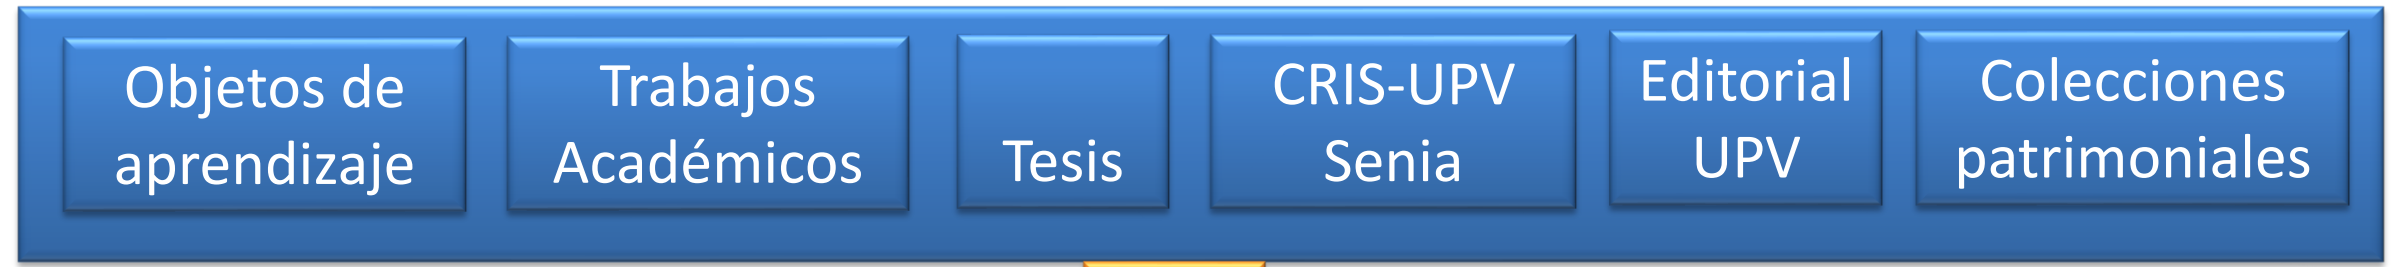 Objetos de
aprendizaje
Trabajos
Académicos
Tesis
CRIS-UPV
Senia
Editorial
UPV
Colecciones
patrimoniales